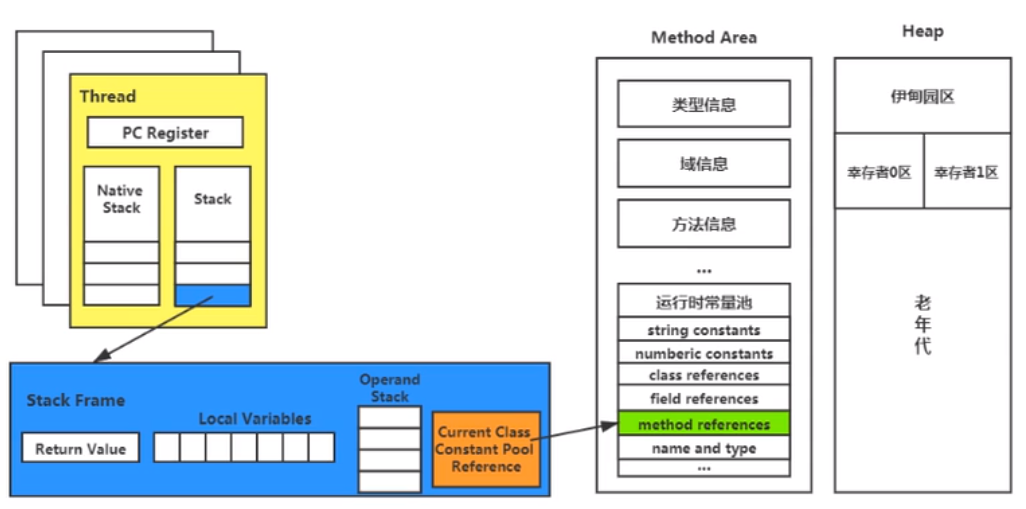 Thread
PC Register
Native
Stack
Stack
Stack Frame
Return Value
Local Variables
Operand
Stack
Current Class
Constant Pool
Reference
Method Area
类型信息
域信息
方法信息
...
运行时常量池
string constants
numberic constants
class references
field references
method references
name and type
...
Heap
伊甸园区
幸存者0区
幸存者1区
老
年
代